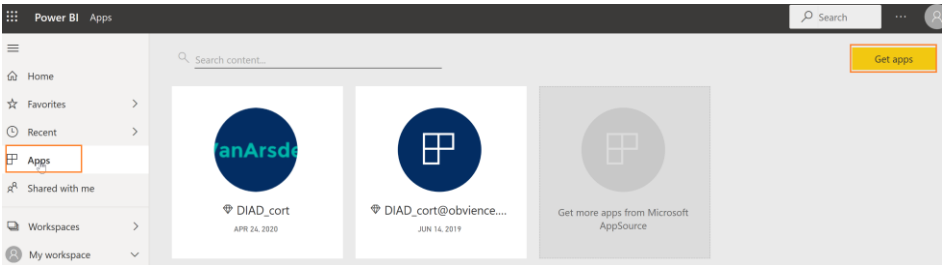 Power BI Apps
Search
Search content...
Get apps
Home
Favorites
Recent
Apps
Shared with me
Workspaces
My workspace
VanArsde
DIAD_cort
APR 24, 2020
DIAD_cort@obvience....
JUN 14, 2019
Get more apps from Microsoft
AppSource